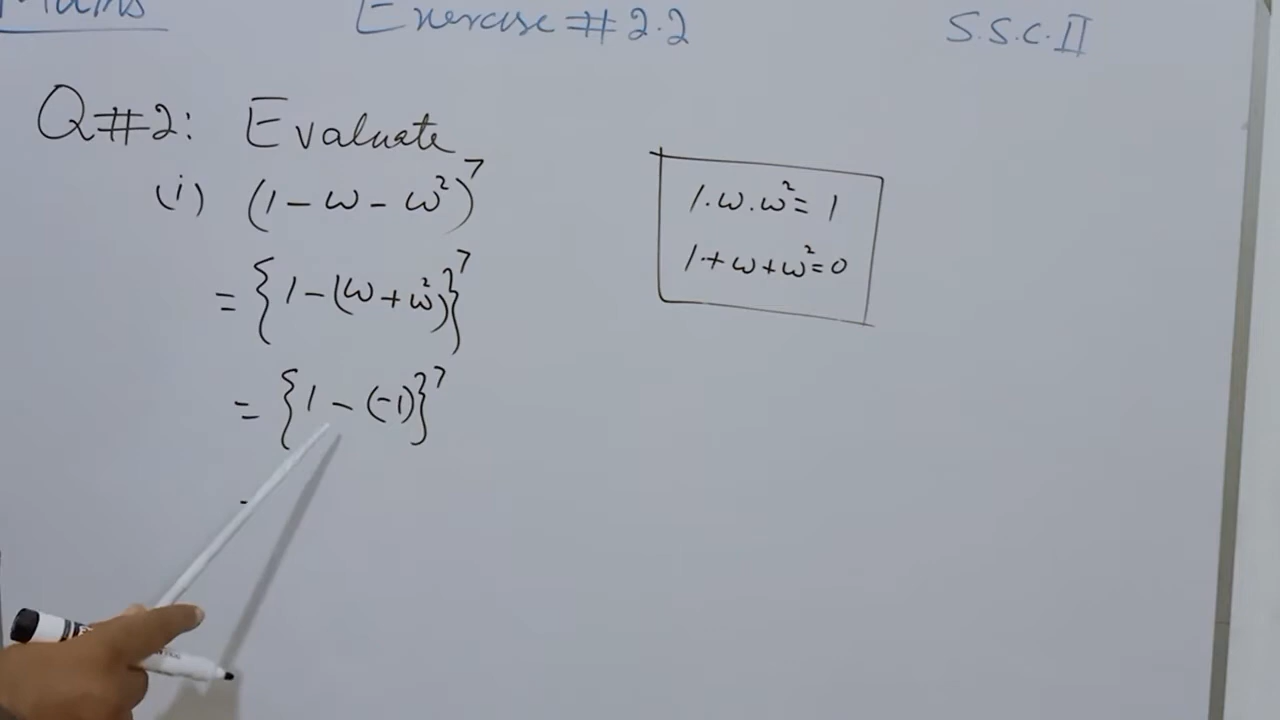 Maths Exercise # 2.2 S.S.C. II
Q#2: Evaluate
(i) (1 - ω - ω²)⁷
= {1 - (ω + ω²)}⁷
= {1 - (-1)}⁷
1.ω.ω² = 1
1 + ω + ω² = 0